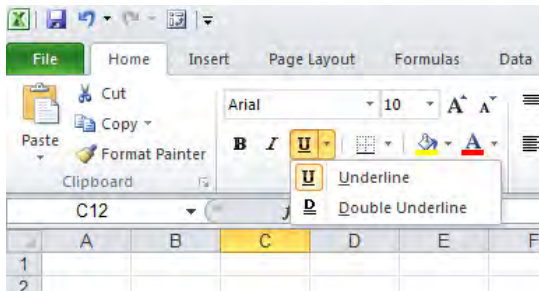 File Home Insert Page Layout Formulas Data
Cut
Arial 10 A A
Copy
Paste
B I U A
Format Painter
Clipboard
U Underline
C12
D Double Underline
A B C D E F
1
2